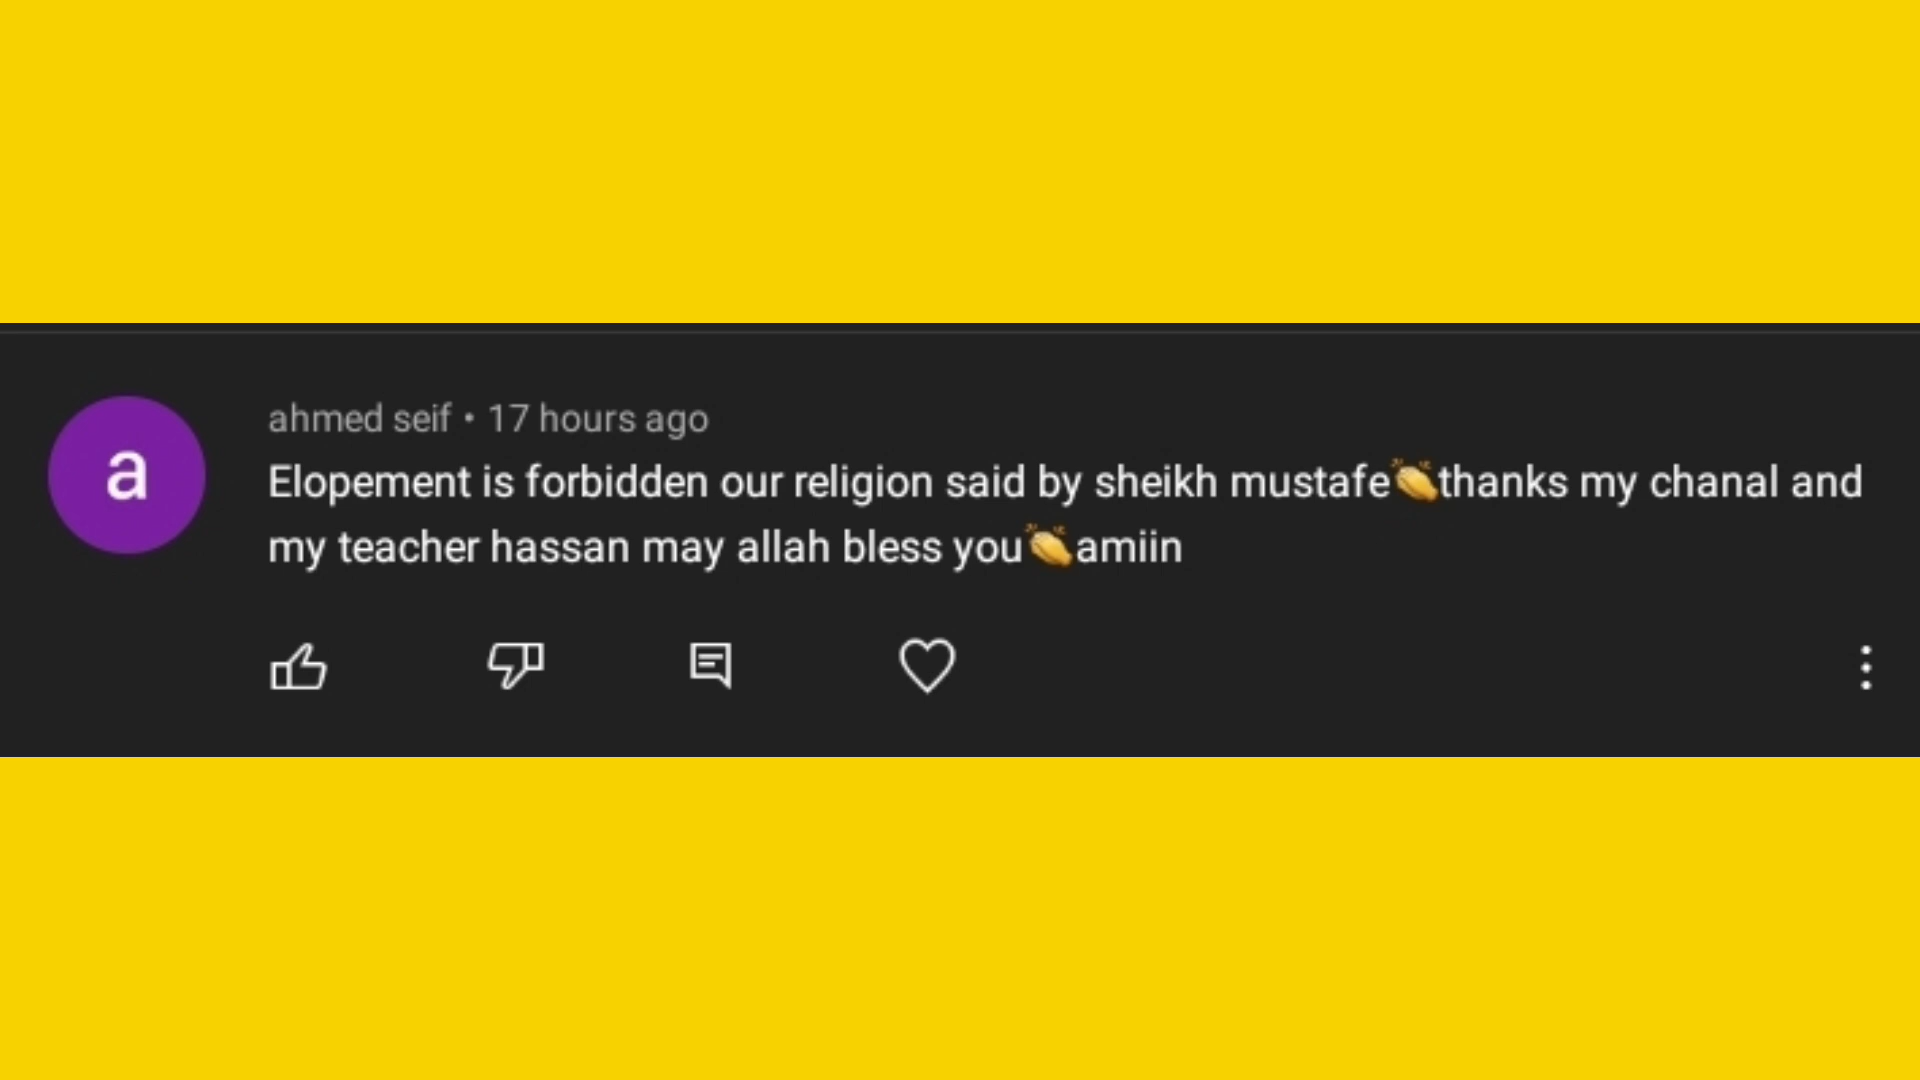 a
ahmed seif • 17 hours ago
Elopement is forbidden our religion said by sheikh mustafe👏thanks my chanal and
my teacher hassan may allah bless you👏amiin